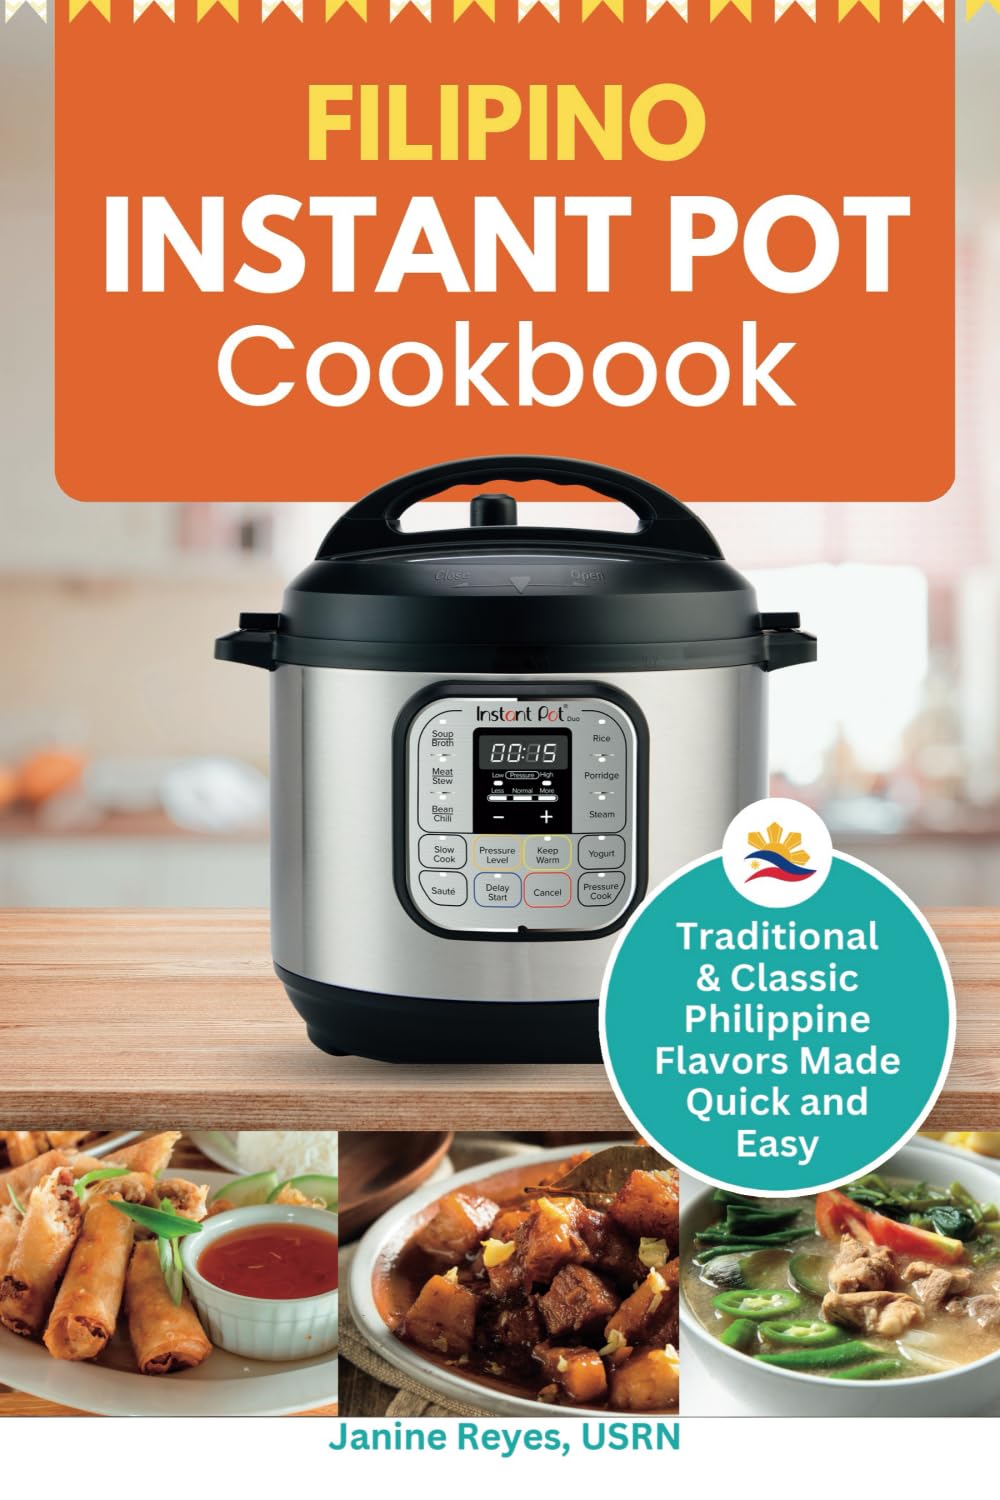 FILIPINO
INSTANT POT
Cookbook
Close
Open
Instant Pot® Duo
Soup
Broth
Meat
Stew
Bean
Chili
00:15
Low Pressure High
Less Normal More
− +
Rice
Porridge
Steam
Slow
Cook
Pressure
Level
Keep
Warm
Yogurt
Sauté
Delay
Start
Cancel
Pressure
Cook
Traditional
& Classic
Philippine
Flavors Made
Quick and
Easy
Janine Reyes, USRN